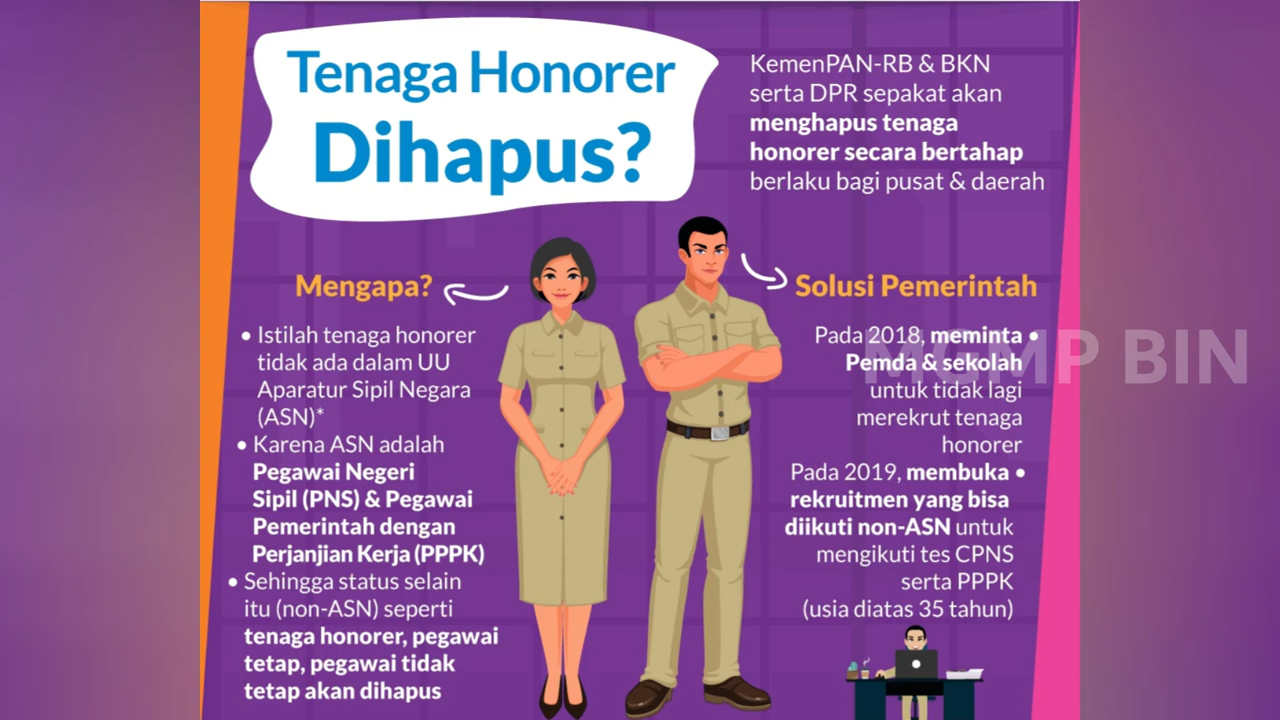 Tenaga Honorer
Dihapus?
KemenPAN-RB & BKN
serta DPR sepakat akan
menghapus tenaga
honorer secara bertahap
berlaku bagi pusat & daerah
Mengapa?
• Istilah tenaga honorer
tidak ada dalam UU
Aparatur Sipil Negara
(ASN)*
• Karena ASN adalah
Pegawai Negeri
Sipil (PNS) & Pegawai
Pemerintah dengan
Perjanjian Kerja (PPPK)
• Sehingga status selain
itu (non-ASN) seperti
tenaga honorer, pegawai
tetap, pegawai tidak
tetap akan dihapus
Solusi Pemerintah
Pada 2018, meminta •
Pemda & sekolah
untuk tidak lagi
merekrut tenaga
honorer
Pada 2019, membuka •
rekruitmen yang bisa
diikuti non-ASN untuk
mengikuti tes CPNS
serta PPPK
(usia diatas 35 tahun)
MGMP BIN